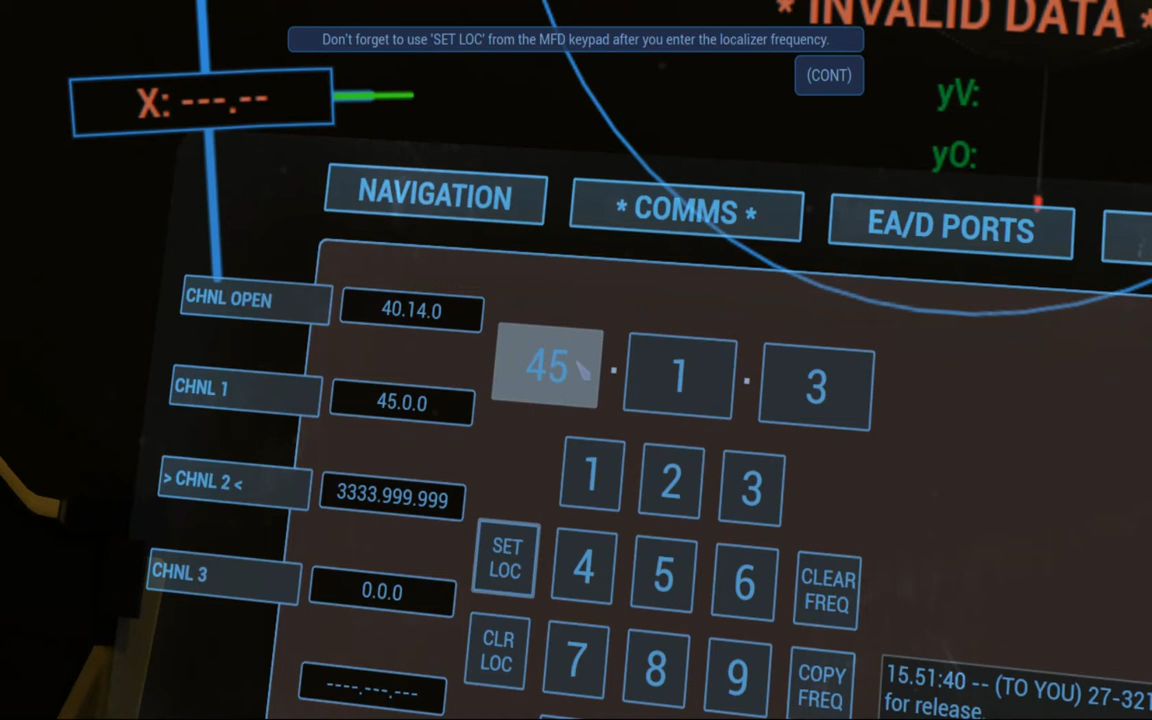 * INVALID DATA *
Don't forget to use 'SET LOC' from the MFD keypad after you enter the localizer frequency.
(CONT)
X: ---.--
yV:
yO:
NAVIGATION
* COMMS *
EA/D PORTS
CHNL OPEN
40.14.0
45 . 1 . 3
CHNL 1
45.0.0
> CHNL 2 <
3333.999.999
1 2 3
CHNL 3
0.0.0
SET
LOC
4 5 6
CLEAR
FREQ
CLR
LOC
7 8 9
COPY
FREQ
----.---.---
15.51:40 -- (TO YOU) 27-321
for release.